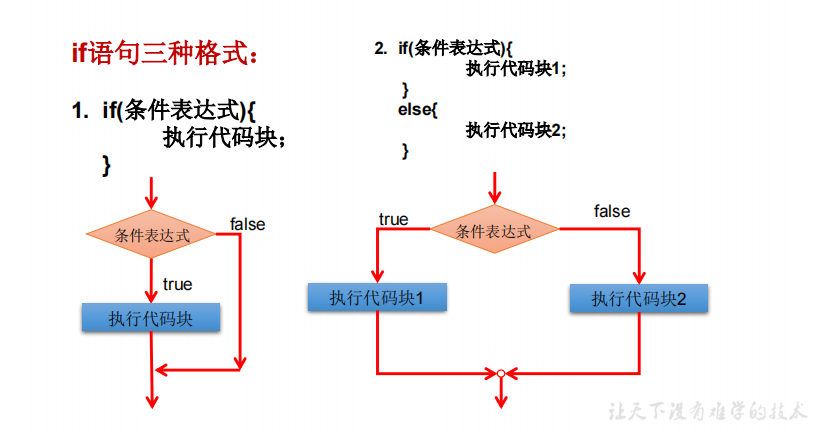 if语句三种格式：
1. if(条件表达式){
执行代码块；
}
2. if(条件表达式){
执行代码块1;
}
else{
执行代码块2;
}
条件表达式
false
true
执行代码块
true
条件表达式
false
执行代码块1
执行代码块2
让天下没有难学的技术